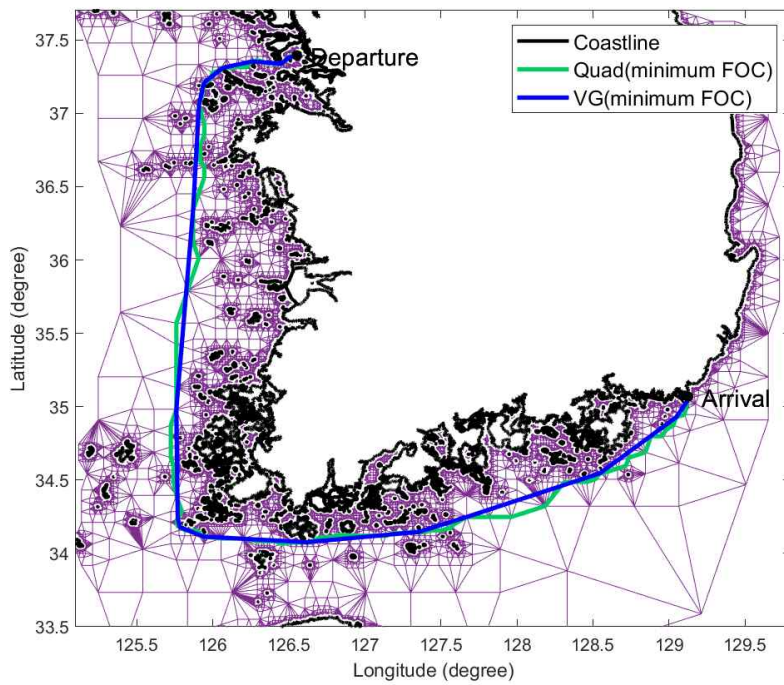 37.5
37
36.5
36
35.5
35
34.5
34
33.5
Latitude (degree)
Departure
Arrival
Coastline
Quad(minimum FOC)
VG(minimum FOC)
125.5
126
126.5
127
127.5
128
128.5
129
129.5
Longitude (degree)